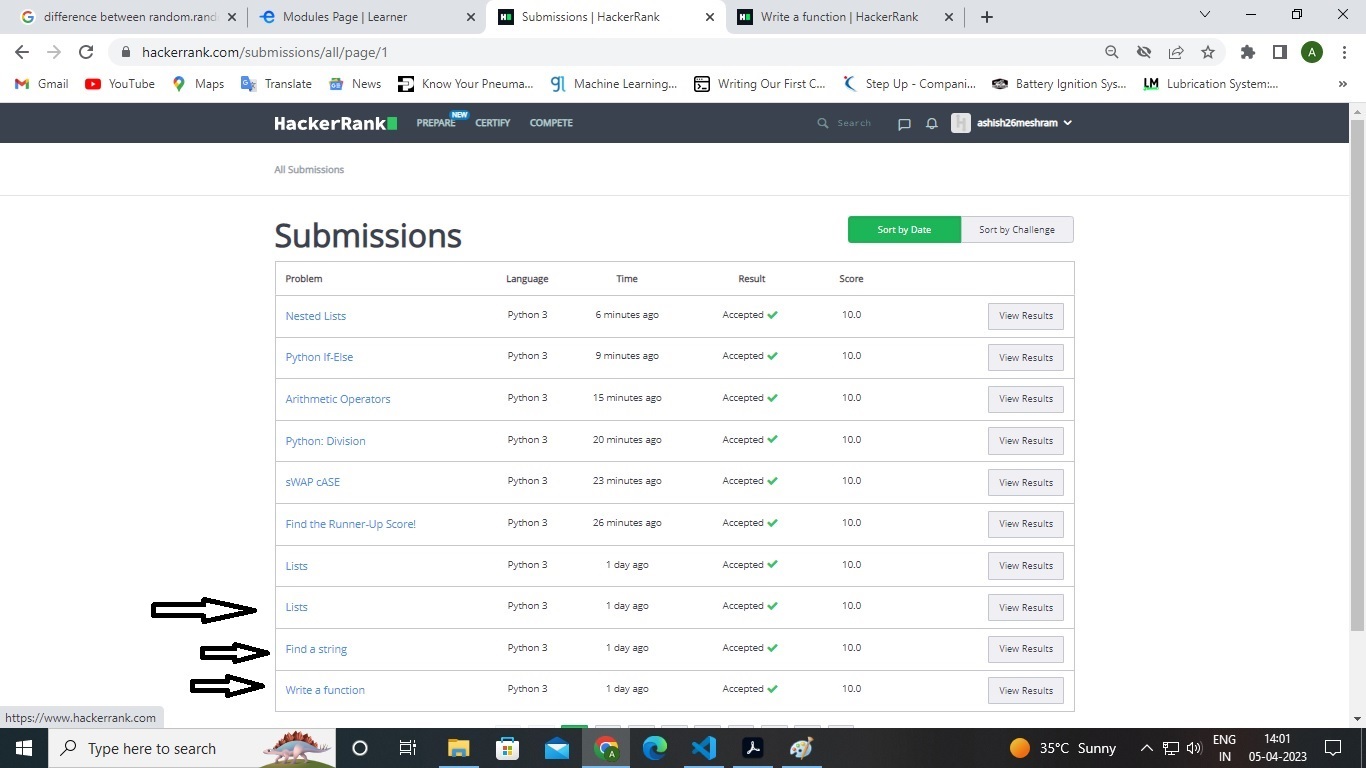 difference between random.rand
Modules Page | Learner
Submissions | HackerRank
Write a function | HackerRank
hackerrank.com/submissions/all/page/1
A
Gmail
YouTube
Maps
Translate
News
Know Your Pneuma...
Machine Learning,...
Writing Our First C...
Step Up - Compani...
Battery Ignition Sys...
Lubrication System:...
HackerRank
PREPARE NEW
CERTIFY
COMPETE
Search
ashish26meshram
All Submissions
Submissions
Sort by Date
Sort by Challenge
Problem Language Time Result Score
Nested Lists Python 3 6 minutes ago Accepted 10.0 View Results
Python If-Else Python 3 9 minutes ago Accepted 10.0 View Results
Arithmetic Operators Python 3 15 minutes ago Accepted 10.0 View Results
Python: Division Python 3 20 minutes ago Accepted 10.0 View Results
sWAP cASE Python 3 23 minutes ago Accepted 10.0 View Results
Find the Runner-Up Score! Python 3 26 minutes ago Accepted 10.0 View Results
Lists Python 3 1 day ago Accepted 10.0 View Results
Lists Python 3 1 day ago Accepted 10.0 View Results
Find a string Python 3 1 day ago Accepted 10.0 View Results
Write a function Python 3 1 day ago Accepted 10.0 View Results
https://www.hackerrank.com
Type here to search
35°C Sunny
ENG
IN
14:01
05-04-2023